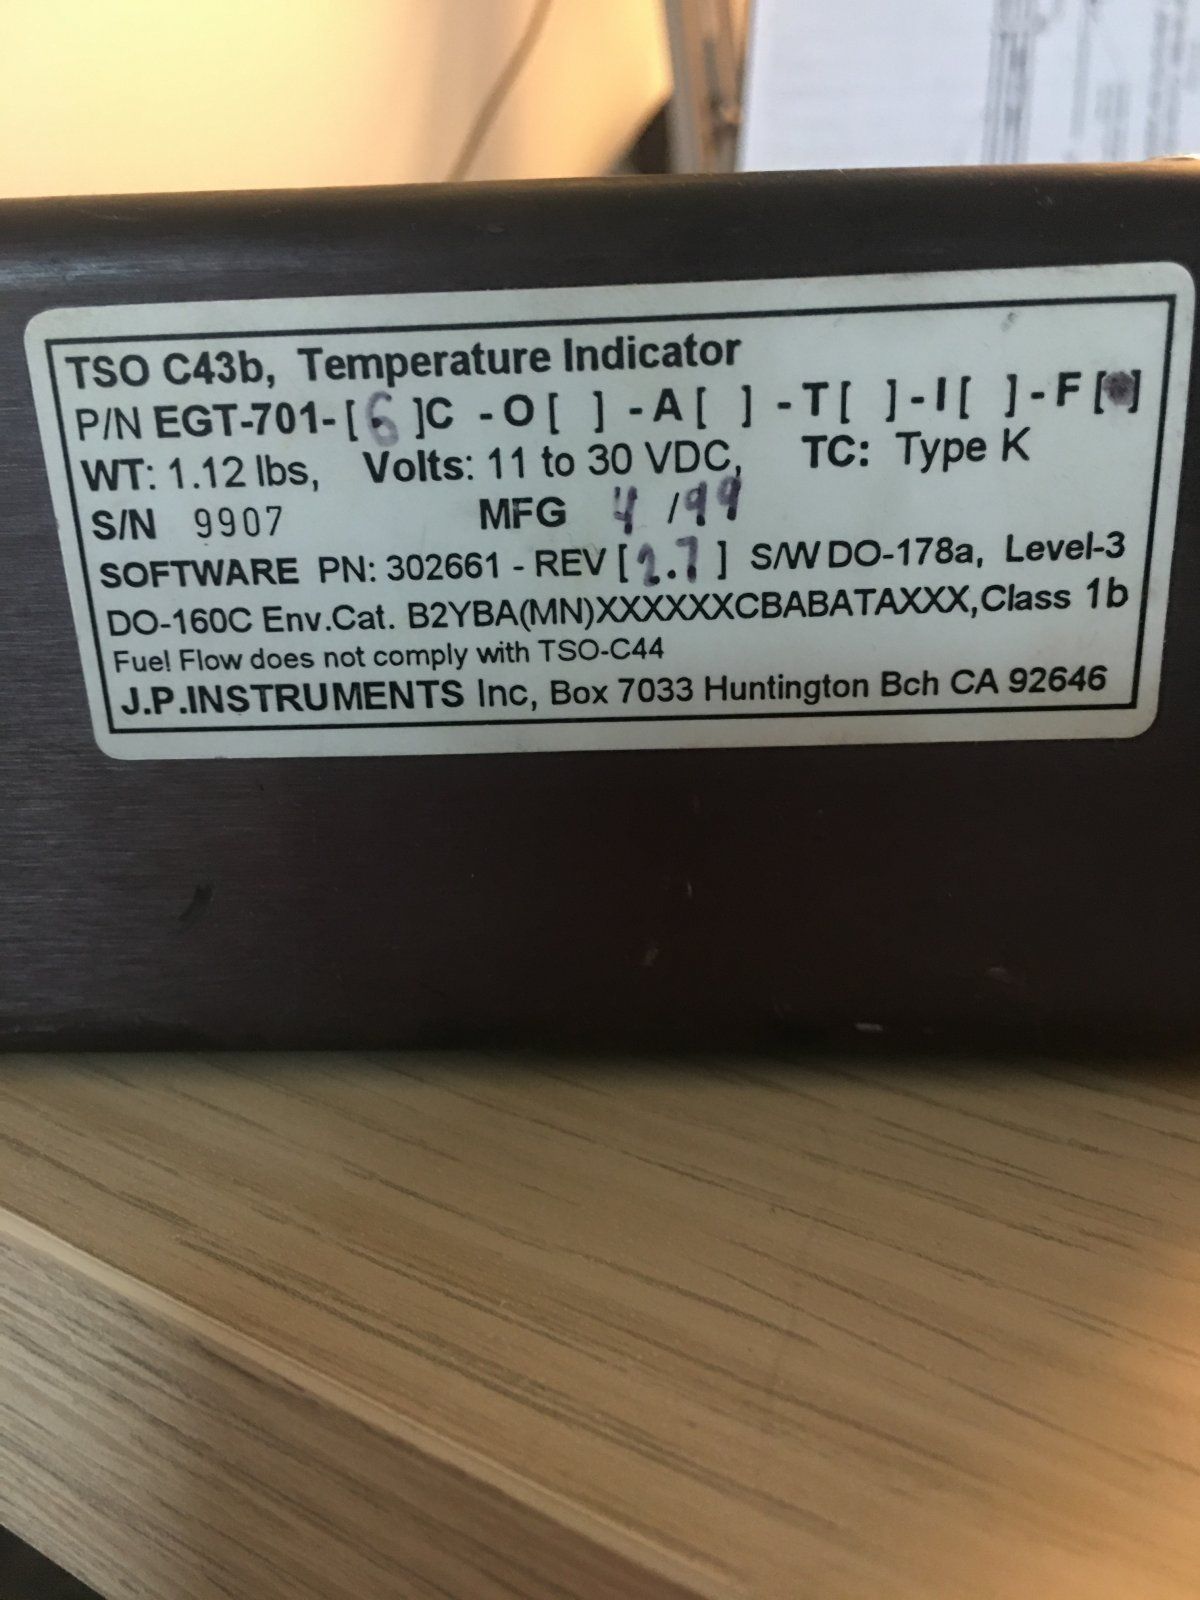 TSO C43b, Temperature Indicator
P/N EGT-701-[6]C - O[ ] - A[ ] - T[ ] - I[ ] - F[ ]
WT: 1.12 lbs, Volts: 11 to 30 VDC, TC: Type K
S/N 9907 MFG 4/99
SOFTWARE PN: 302661 - REV [2.7] S/W DO-178a, Level-3
DO-160C Env.Cat. B2YBA(MN)XXXXXXCBABATAXXX,Class 1b
Fuel Flow does not comply with TSO-C44
J.P.INSTRUMENTS Inc, Box 7033 Huntington Bch CA 92646